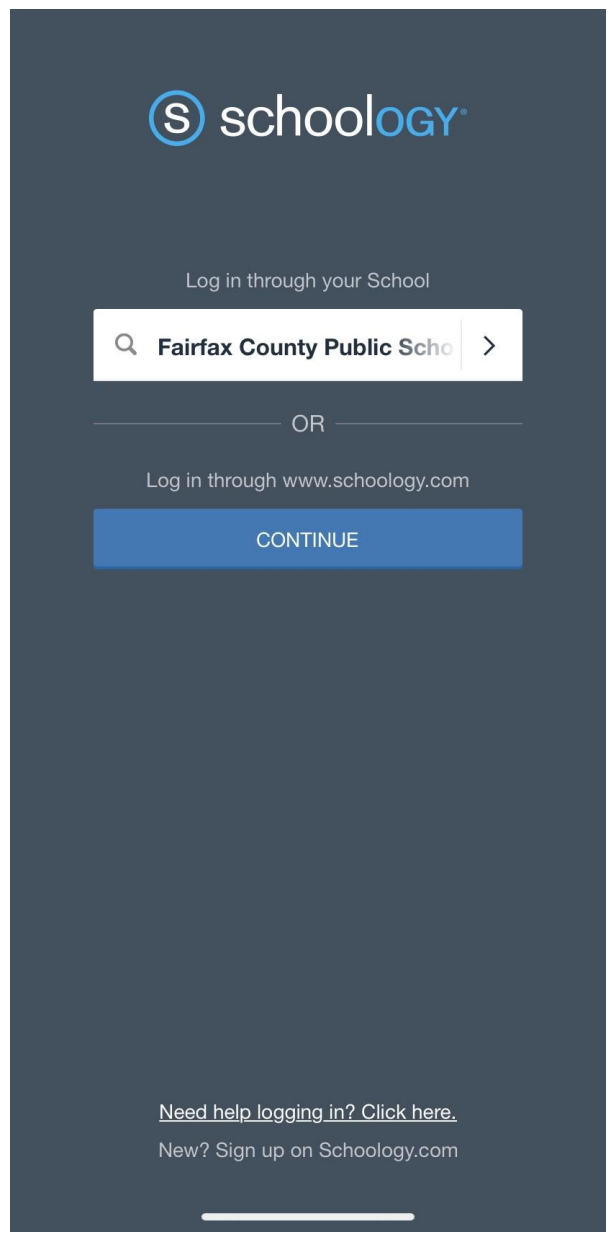 S schoology®
Log in through your School
Fairfax County Public Scho
OR
Log in through www.schoology.com
CONTINUE
Need help logging in? Click here.
New? Sign up on Schoology.com